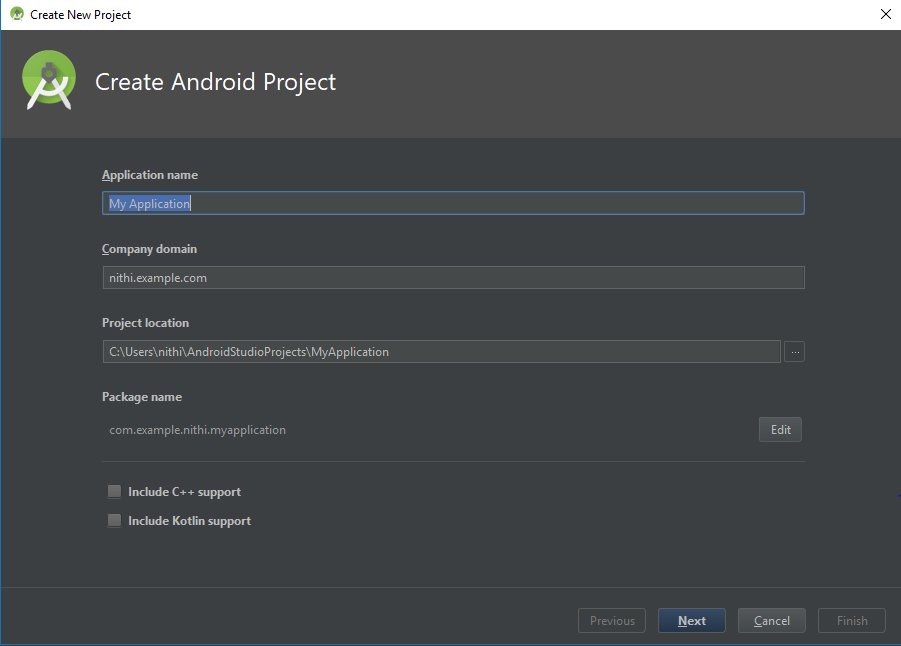 Create New Project
Create Android Project
Application name
My Application
Company domain
nithi.example.com
Project location
C:\Users\nithi\AndroidStudioProjects\MyApplication
...
Package name
com.example.nithi.myapplication
Edit
Include C++ support
Include Kotlin support
Previous
Next
Cancel
Finish